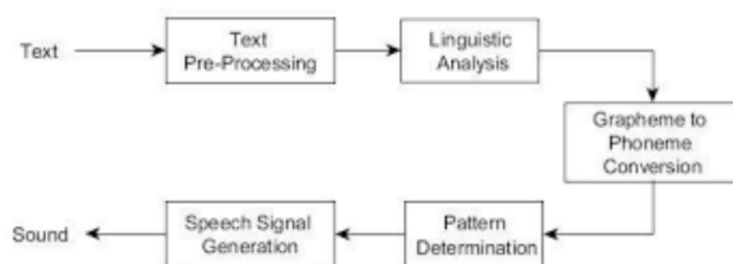 Text
Text
Pre-Processing
Linguistic
Analysis
Grapheme to
Phoneme
Conversion
Pattern
Determination
Speech Signal
Generation
Sound